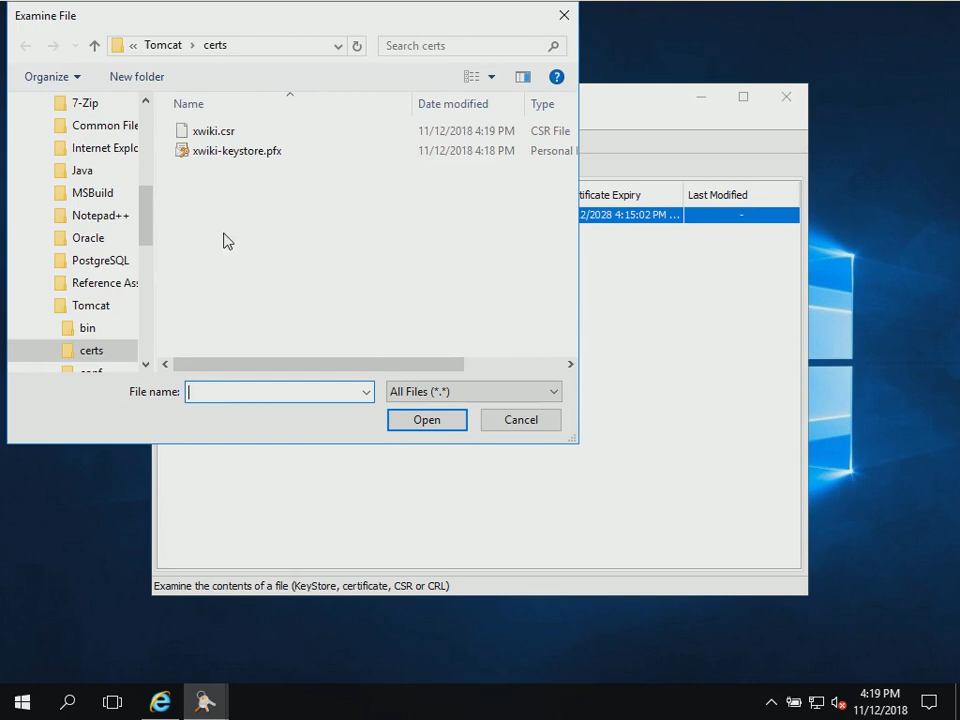 Examine File
« Tomcat › certs
Search certs
Organize
New folder
?
7-Zip
Common File
Internet Explo
Java
MSBuild
Notepad++
Oracle
PostgreSQL
Reference Ass
Tomcat
bin
certs
conf
Name
Date modified
Type
xwiki.csr
11/12/2018 4:19 PM
CSR File
xwiki-keystore.pfx
11/12/2018 4:18 PM
Personal I
File name:
All Files (*.*)
Open
Cancel
tificate Expiry
Last Modified
2/2028 4:15:02 PM ...
-
Examine the contents of a file (KeyStore, certificate, CSR or CRL)
4:19 PM
11/12/2018